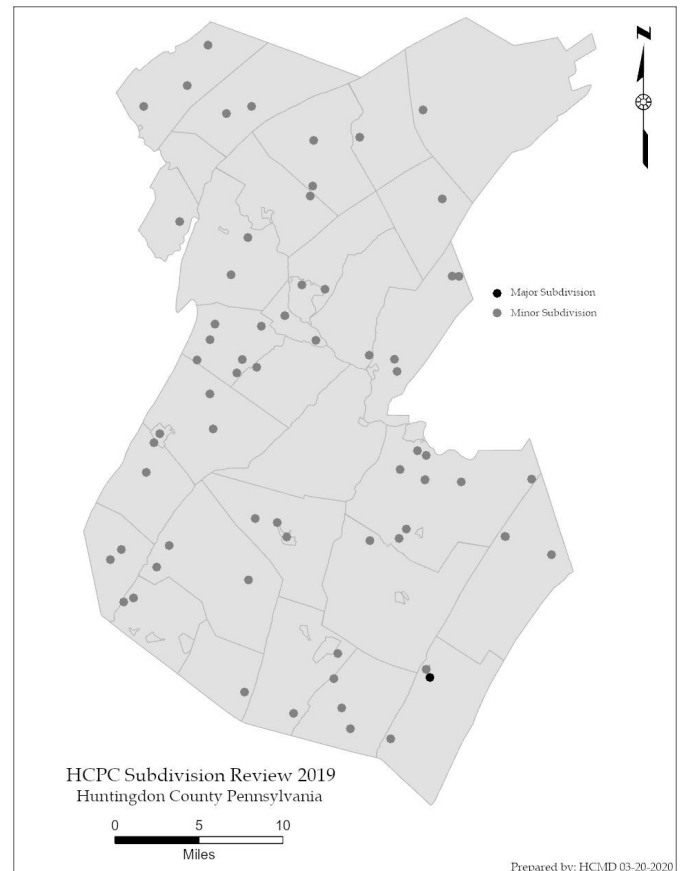 N
Major Subdivision
Minor Subdivision
HCPC Subdivision Review 2019
Huntingdon County Pennsylvania
0 5 10
Miles
Prepared by: HCMD 03-20-2020